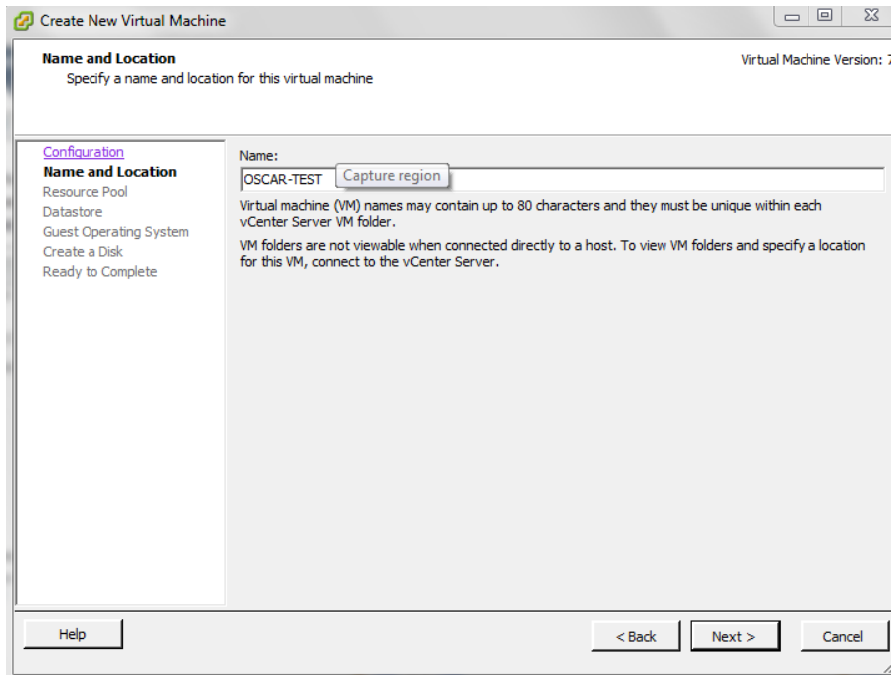 Create New Virtual Machine
Name and Location
Specify a name and location for this virtual machine
Virtual Machine Version: 7
Configuration
Name and Location
Resource Pool
Datastore
Guest Operating System
Create a Disk
Ready to Complete
Name:
OSCAR-TEST
Capture region
Virtual machine (VM) names may contain up to 80 characters and they must be unique within each
vCenter Server VM folder.
VM folders are not viewable when connected directly to a host. To view VM folders and specify a location
for this VM, connect to the vCenter Server.
Help
< Back
Next >
Cancel